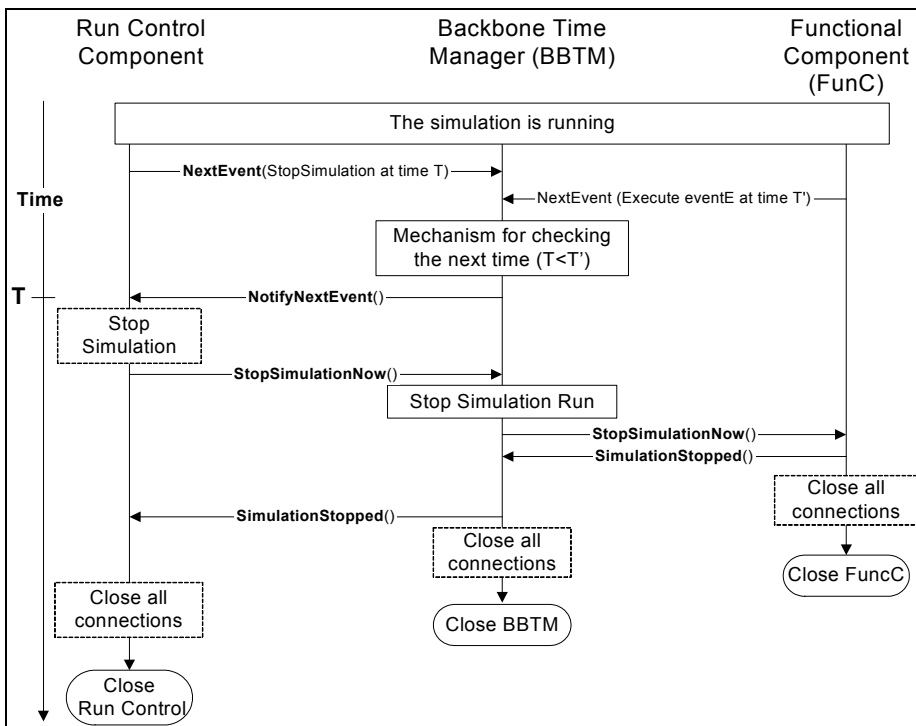 Run Control
Component
Backbone Time
Manager (BBTM)
Functional
Component
(FunC)
The simulation is running
NextEvent(StopSimulation at time T)
Time
NextEvent (Execute eventE at time T')
Mechanism for checking
the next time (T<T’)
T
NotifyNextEvent()
Stop
Simulation
StopSimulationNow()
Stop Simulation Run
StopSimulationNow()
SimulationStopped()
Close all
connections
SimulationStopped()
Close all
connections
Close FuncC
Close all
connections
Close BBTM
Close
Run Control